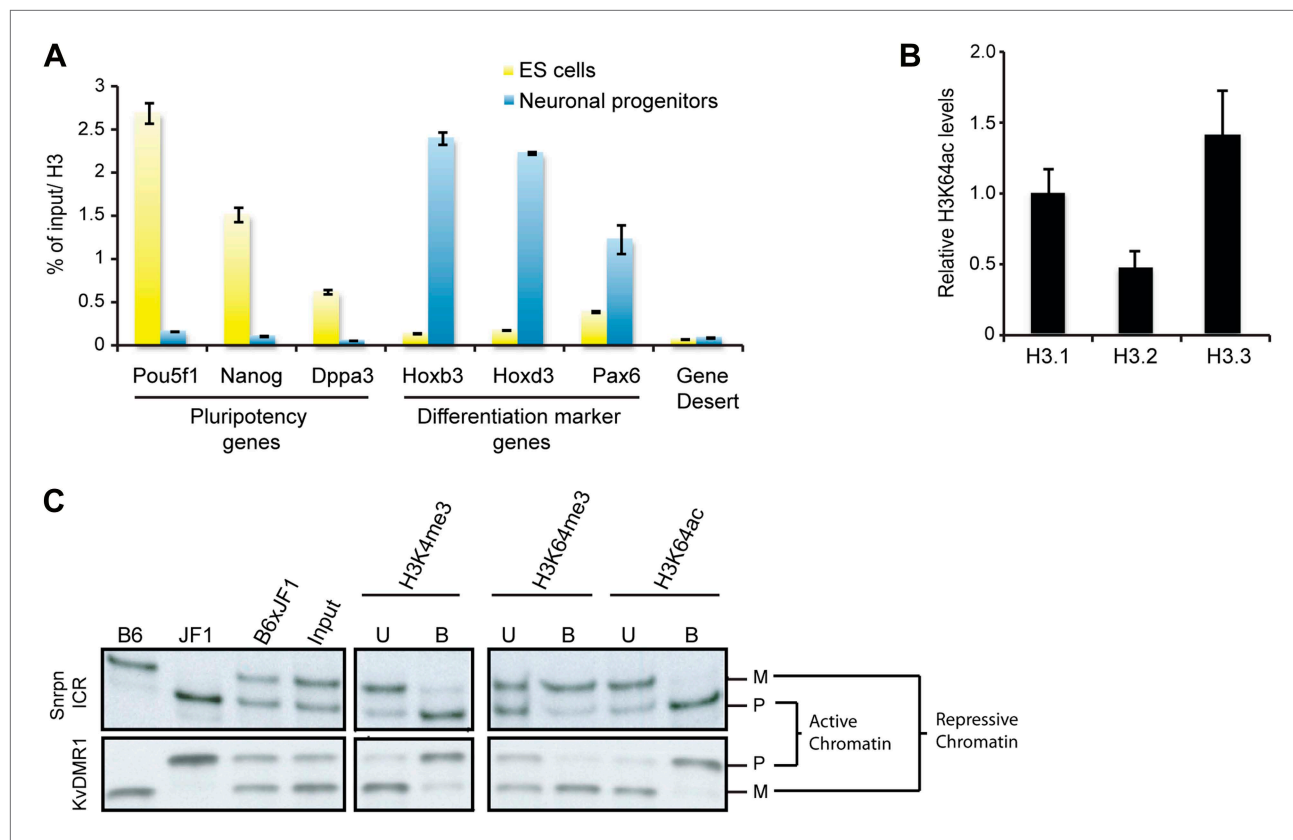 A
ES cells
Neuronal progenitors
% of input/ H3
3
2.5
2
1.5
1
0.5
0
Pou5f1 Nanog Dppa3 Hoxb3 Hoxd3 Pax6 Gene
Desert
Pluripotency
genes
Differentiation marker
genes
B
Relative H3K64ac levels
2.0
1.5
1.0
0.5
0
H3.1 H3.2 H3.3
C
H3K4me3 H3K64me3 H3K64ac
B6 JF1 B6xJF1 Input U B U B U B
Snrpn
ICR
M
P
KvDMR1
P
M
Active
Chromatin
Repressive
Chromatin